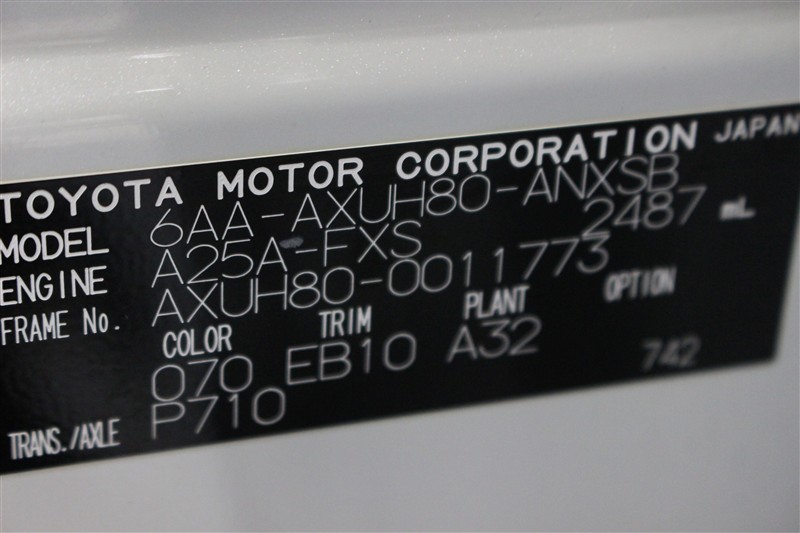 TOYOTA MOTOR CORPORATION JAPAN
MODEL 6AA-AXUH80-ANXSB
ENGINE A25A-FXS 2487 mL
FRAME No. AXUH80-0011773
COLOR TRIM PLANT OPTION
070 EB10 A32 742
TRANS./AXLE P710